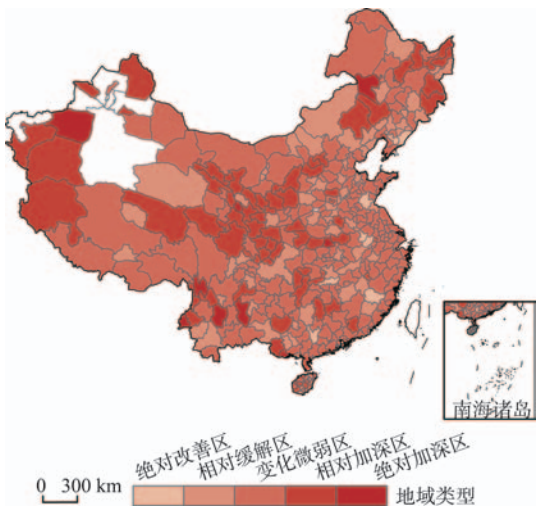 南海诸岛
绝对改善区
相对缓解区
变化微弱区
相对加深区
绝对加深区
0 300 km
地域类型